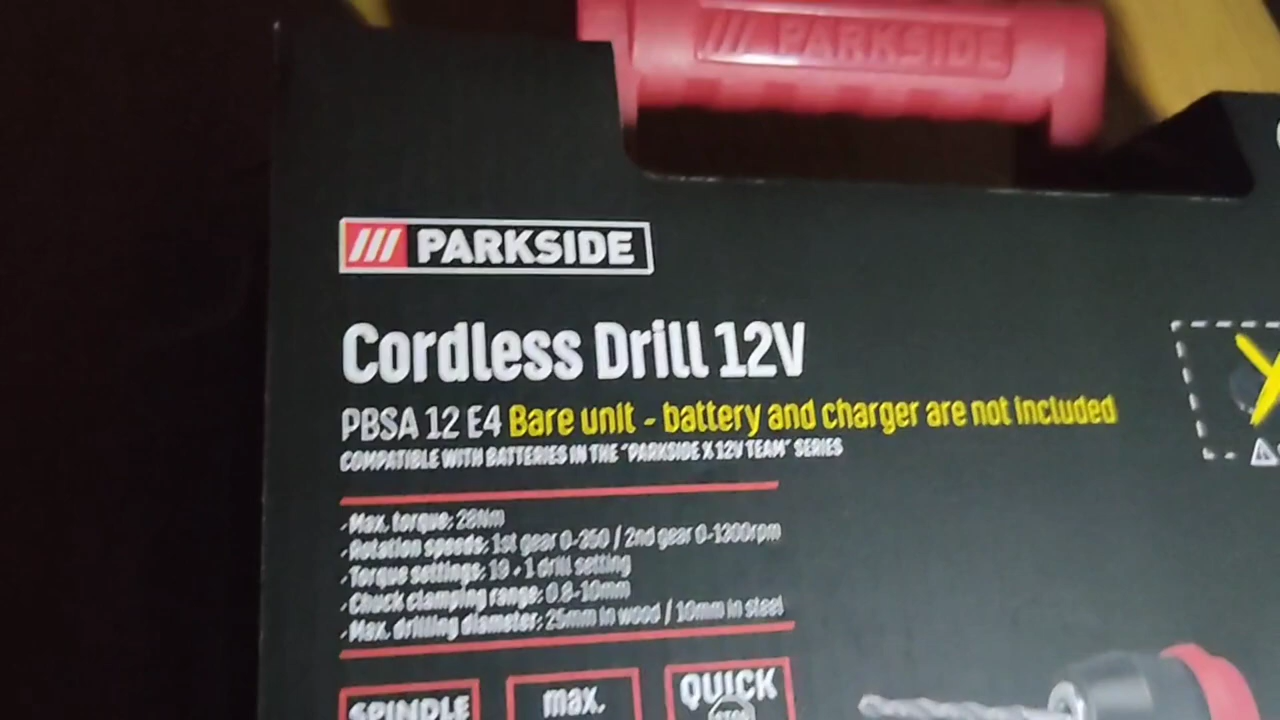 /// PARKSIDE
/// PARKSIDE
Cordless Drill 12V
PBSA 12 E4 Bare unit - battery and charger are not included
COMPATIBLE WITH BATTERIES IN THE "PARKSIDE X 12V TEAM" SERIES
- Max. torque: 28Nm
- Rotation speeds: 1st gear 0-350 / 2nd gear 0-1300rpm
- Torque settings: 19 + 1 drill setting
- Chuck clamping range: 0.8-10mm
- Max. drilling diameter: 25mm in wood / 10mm in steel
SPINDLE
max.
QUICK
STOP